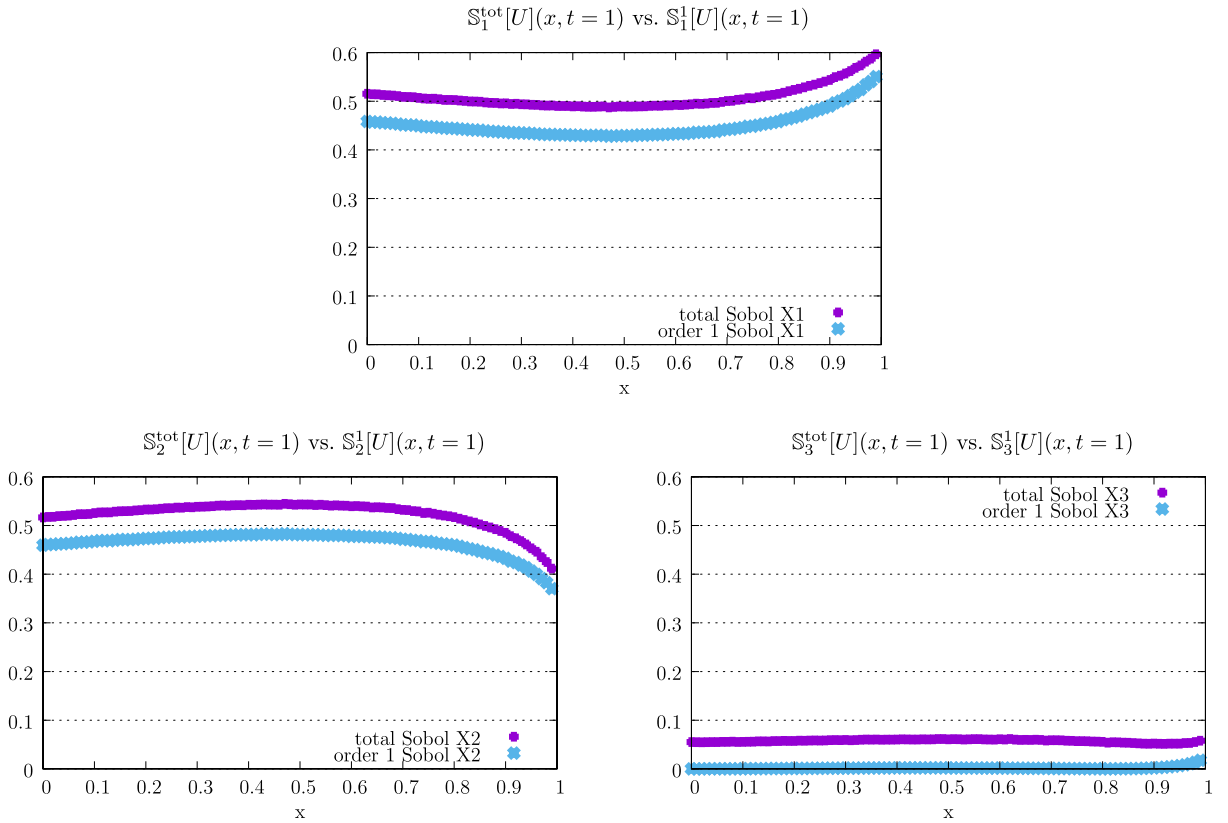 𝕊₁ᵗᵒᵗ[U](x, t = 1) vs. 𝕊₁¹[U](x, t = 1)
0.6
0.5
0.4
0.3
0.2
0.1
0
total Sobol X1
order 1 Sobol X1
0 0.1 0.2 0.3 0.4 0.5 0.6 0.7 0.8 0.9 1
x
𝕊₂ᵗᵒᵗ[U](x, t = 1) vs. 𝕊₂¹[U](x, t = 1)
0.6
0.5
0.4
0.3
0.2
0.1
0
total Sobol X2
order 1 Sobol X2
0 0.1 0.2 0.3 0.4 0.5 0.6 0.7 0.8 0.9 1
x
𝕊₃ᵗᵒᵗ[U](x, t = 1) vs. 𝕊₃¹[U](x, t = 1)
0.6
0.5
0.4
0.3
0.2
0.1
0
total Sobol X3
order 1 Sobol X3
0 0.1 0.2 0.3 0.4 0.5 0.6 0.7 0.8 0.9 1
x